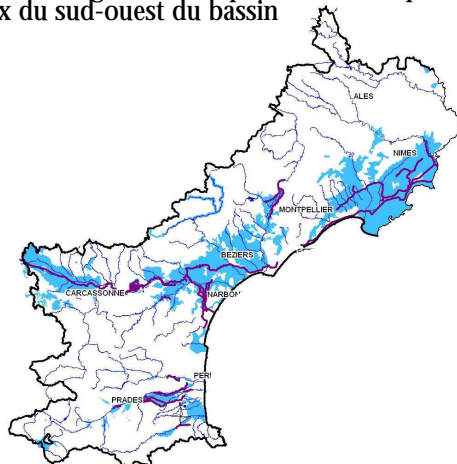 x du sud-ouest du bassin
ALES
NIMES
MONTPELLIER
BEZIERS
CARCASSONNE
NARBON
PER
PRADES